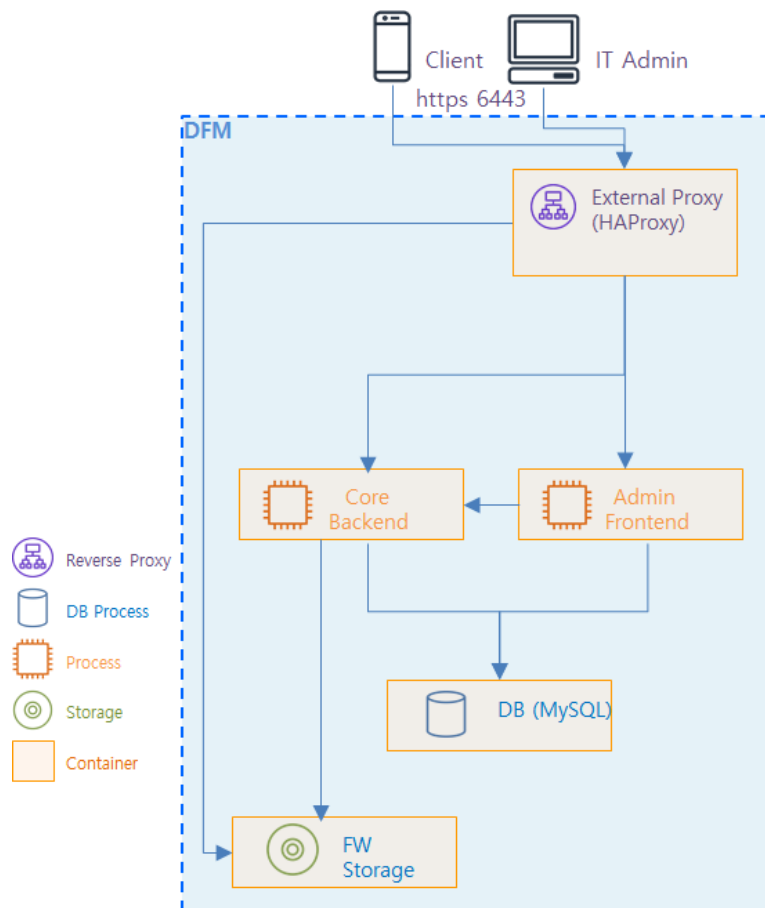 Client
IT Admin
https 6443
DFM
External Proxy
(HAProxy)
Core
Backend
Admin
Frontend
Reverse Proxy
DB Process
Process
Storage
Container
DB (MySQL)
FW
Storage